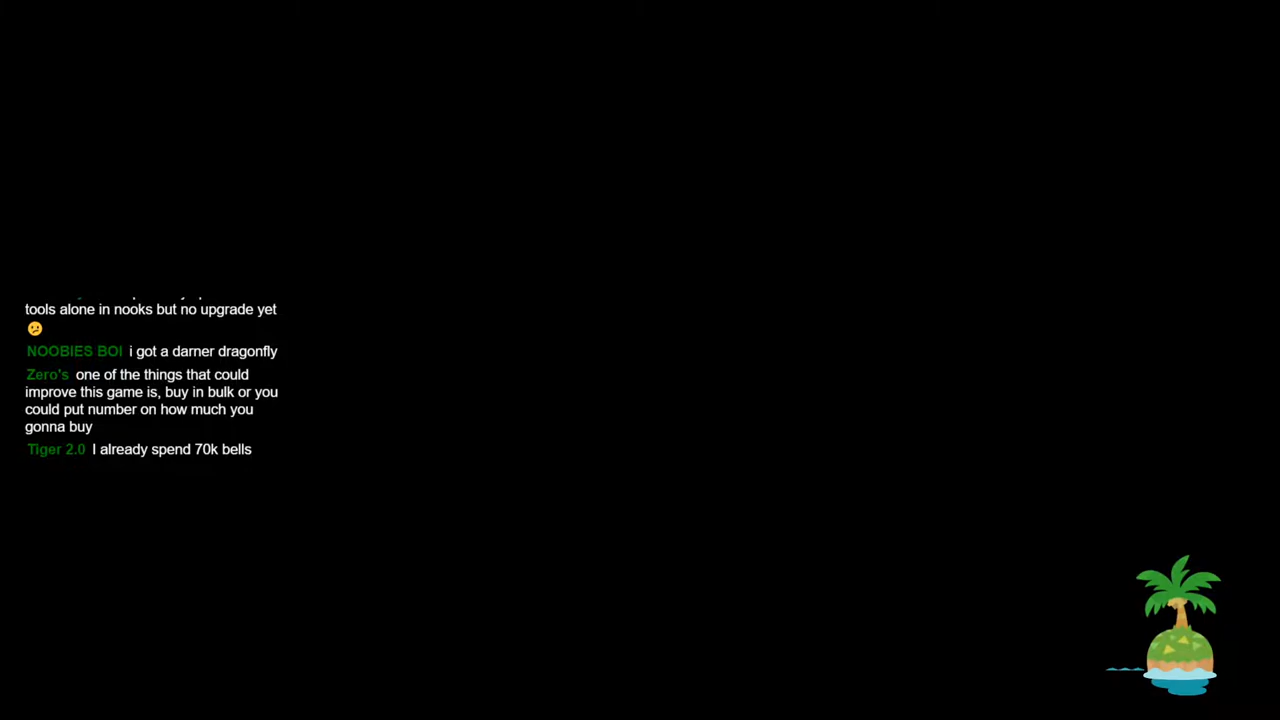 tools alone in nooks but no upgrade yet
😕
NOOBIES BOI i got a darner dragonfly
Zero's one of the things that could
improve this game is, buy in bulk or you
could put number on how much you
gonna buy
Tiger 2.0 I already spend 70k bells